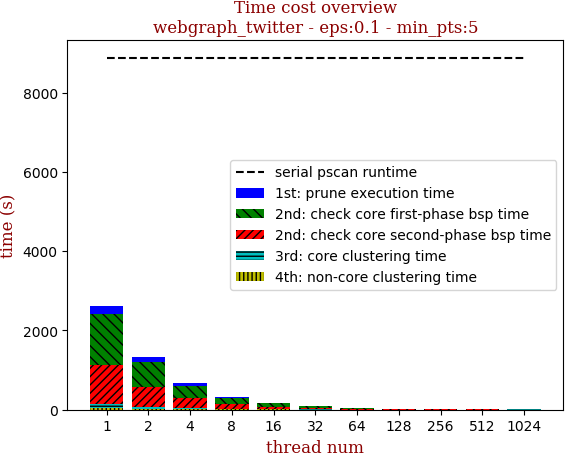 Time cost overview
webgraph_twitter - eps:0.1 - min_pts:5
time (s)
8000
6000
4000
2000
0
serial pscan runtime
1st: prune execution time
2nd: check core first-phase bsp time
2nd: check core second-phase bsp time
3rd: core clustering time
4th: non-core clustering time
1 2 4 8 16 32 64 128 256 512 1024
thread num